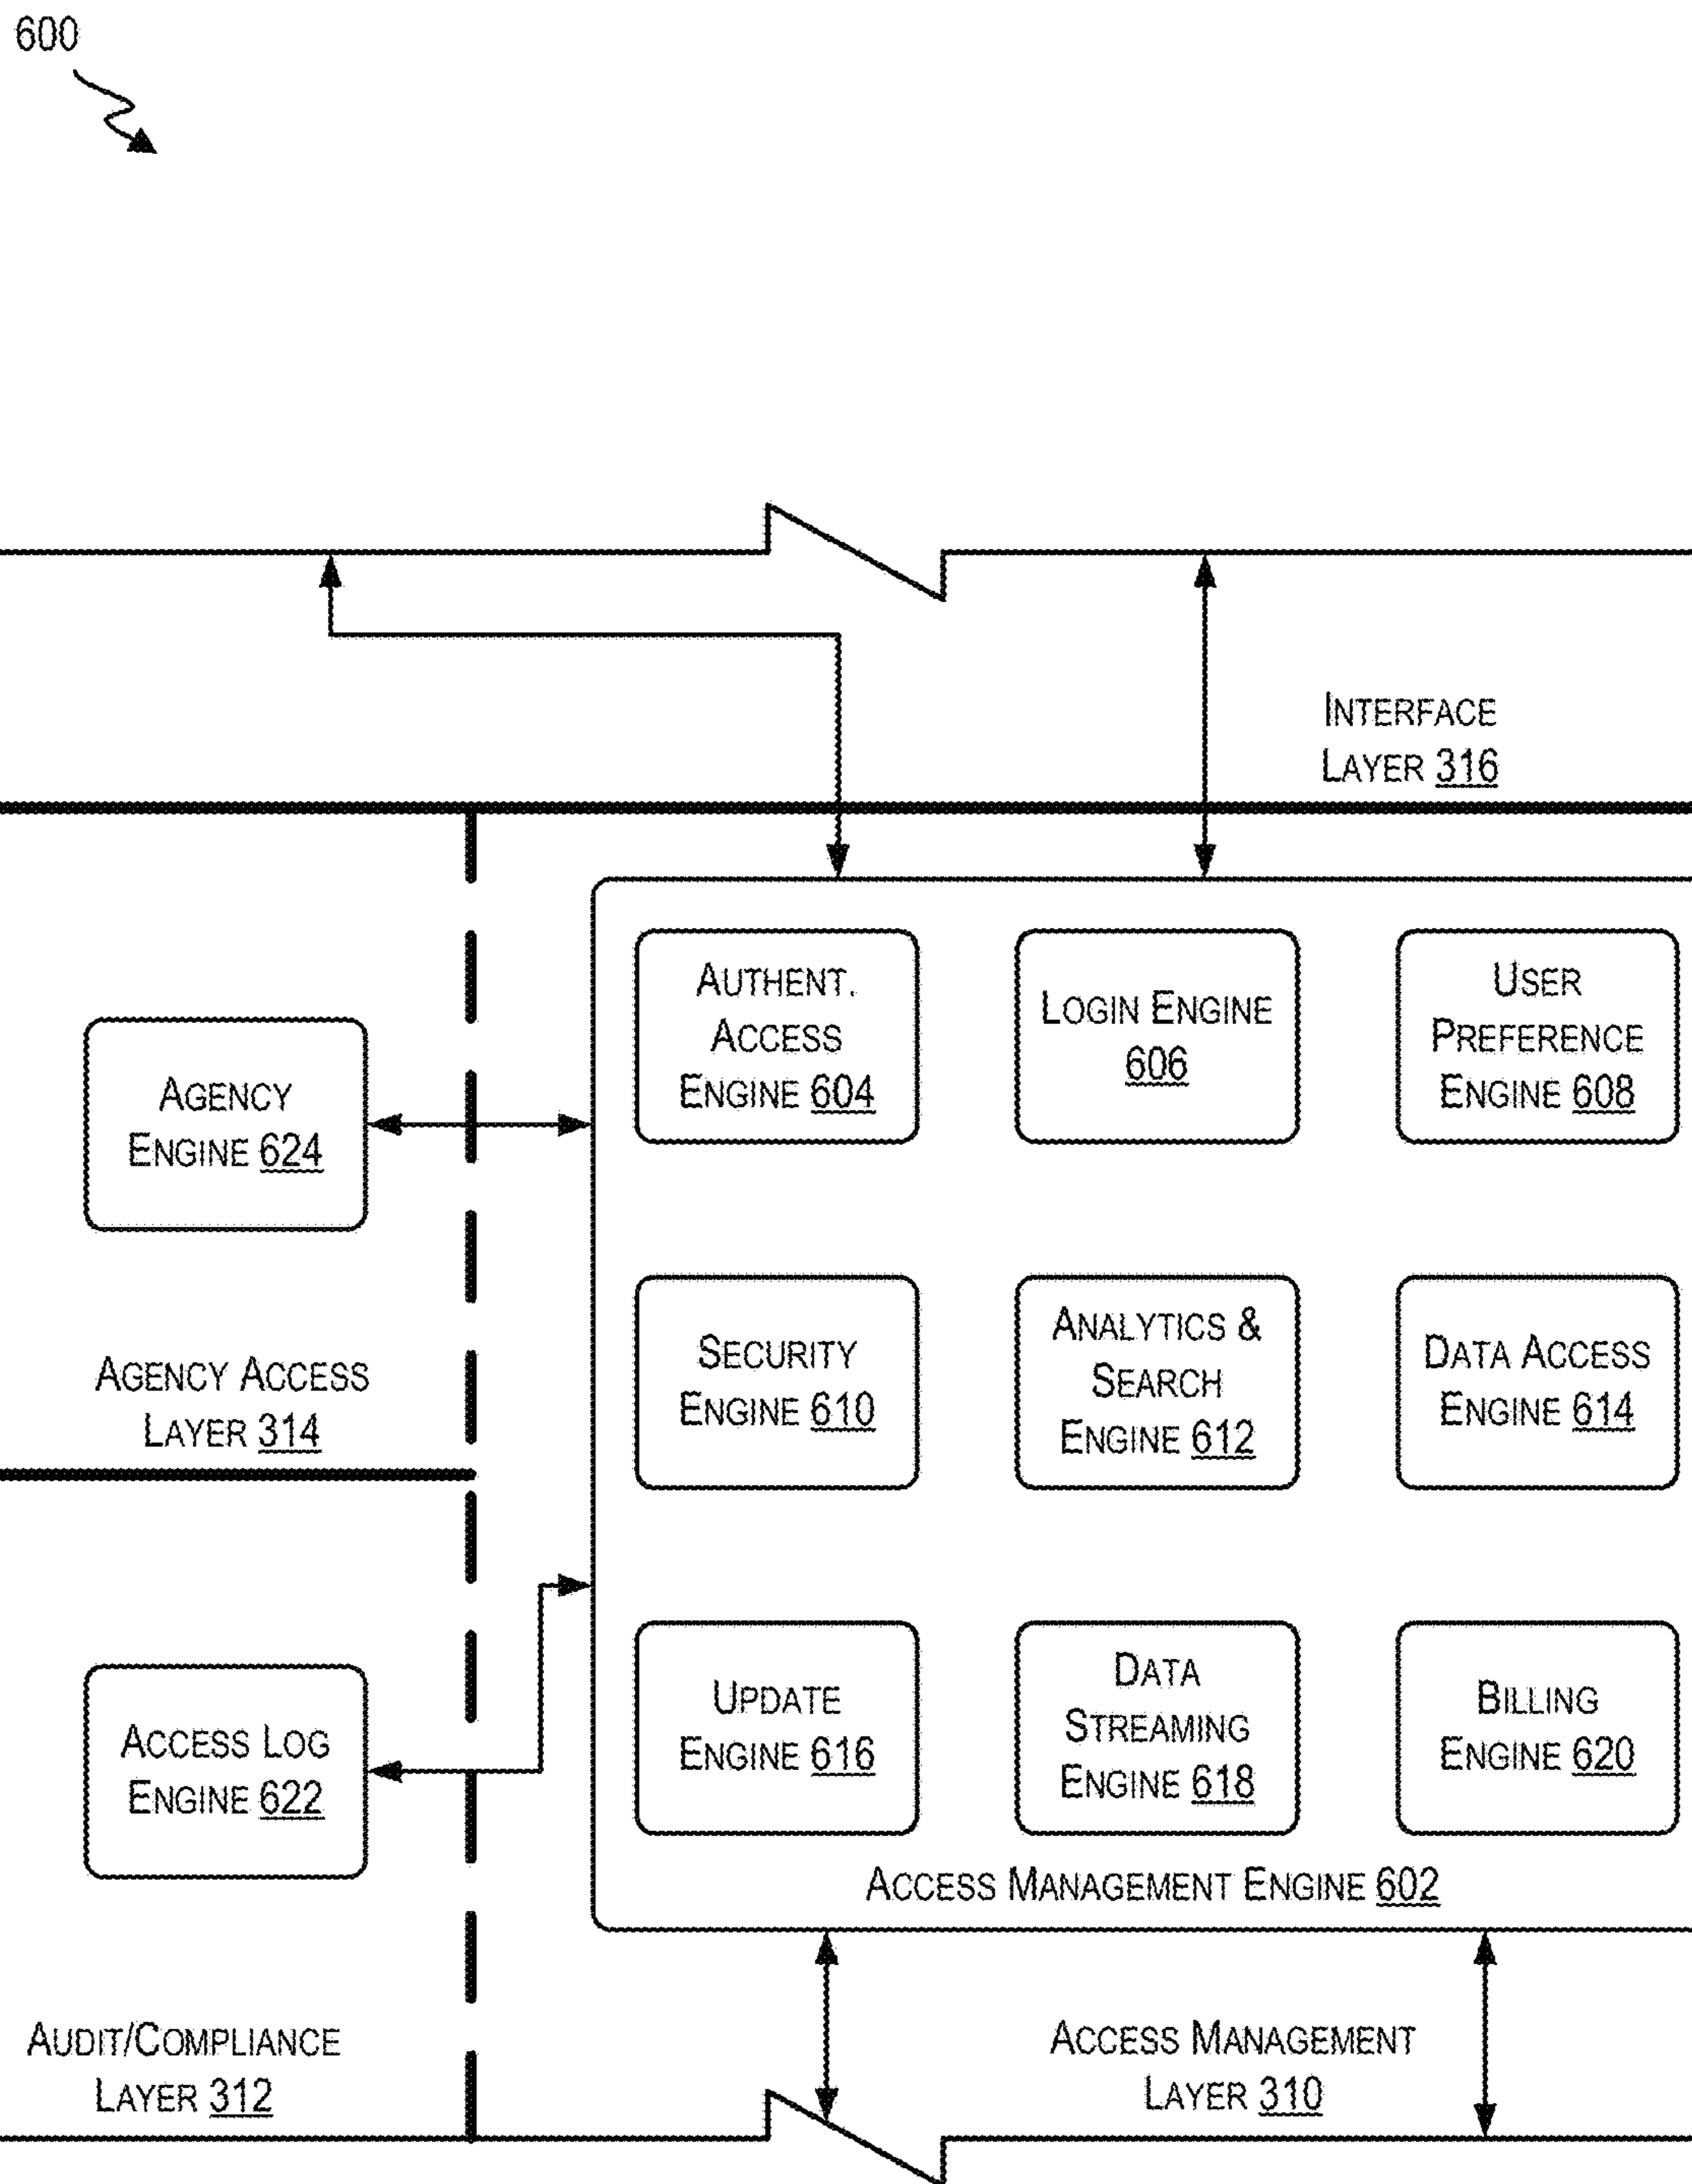 600
INTERFACE
LAYER 316
AUTHENT.
ACCESS
ENGINE 604
LOGIN ENGINE
606
USER
PREFERENCE
ENGINE 608
AGENCY
ENGINE 624
SECURITY
ENGINE 610
ANALYTICS &
SEARCH
ENGINE 612
DATA ACCESS
ENGINE 614
AGENCY ACCESS
LAYER 314
UPDATE
ENGINE 616
DATA
STREAMING
ENGINE 618
BILLING
ENGINE 620
ACCESS LOG
ENGINE 622
ACCESS MANAGEMENT ENGINE 602
AUDIT/COMPLIANCE
LAYER 312
ACCESS MANAGEMENT
LAYER 310